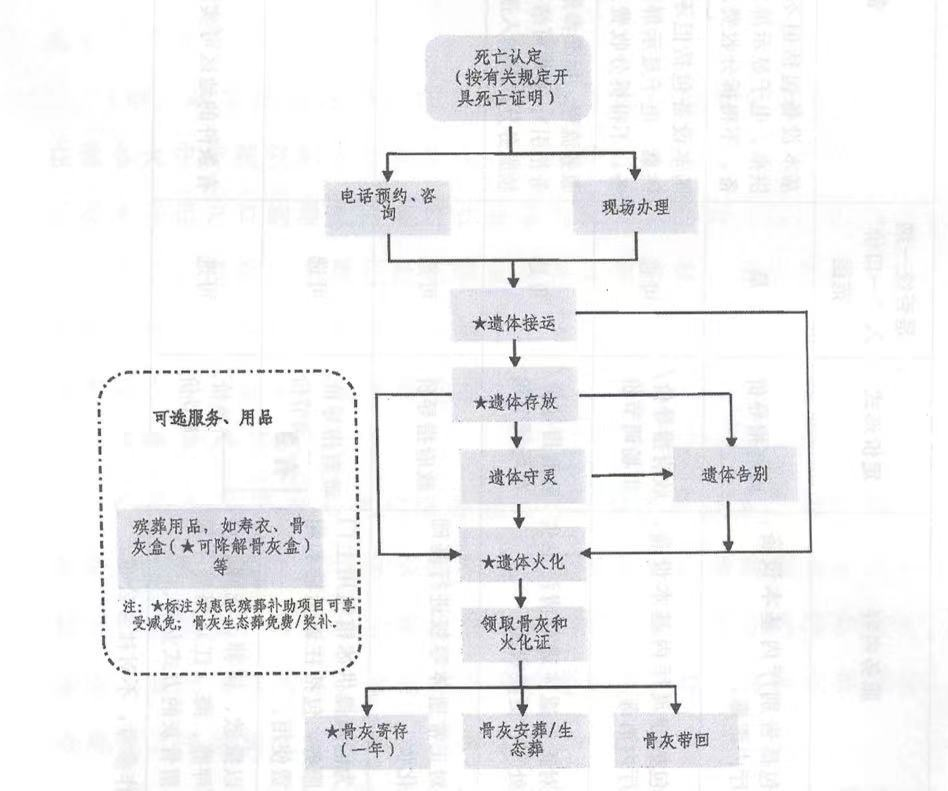 死亡认定
(按有关规定开
具死亡证明)
电话预约、咨
询
现场办理
★遗体接运
★遗体存放
可选服务、用品
遗体守灵
遗体告别
殡葬用品，如寿衣、骨
灰盒(★可降解骨灰盒)
等
★遗体火化
注：★标注为惠民殡葬补助项目可享
受减免；骨灰生态葬免费/奖补.
领取骨灰和
火化证
★骨灰寄存
(一年)
骨灰安葬/生
态葬
骨灰带回